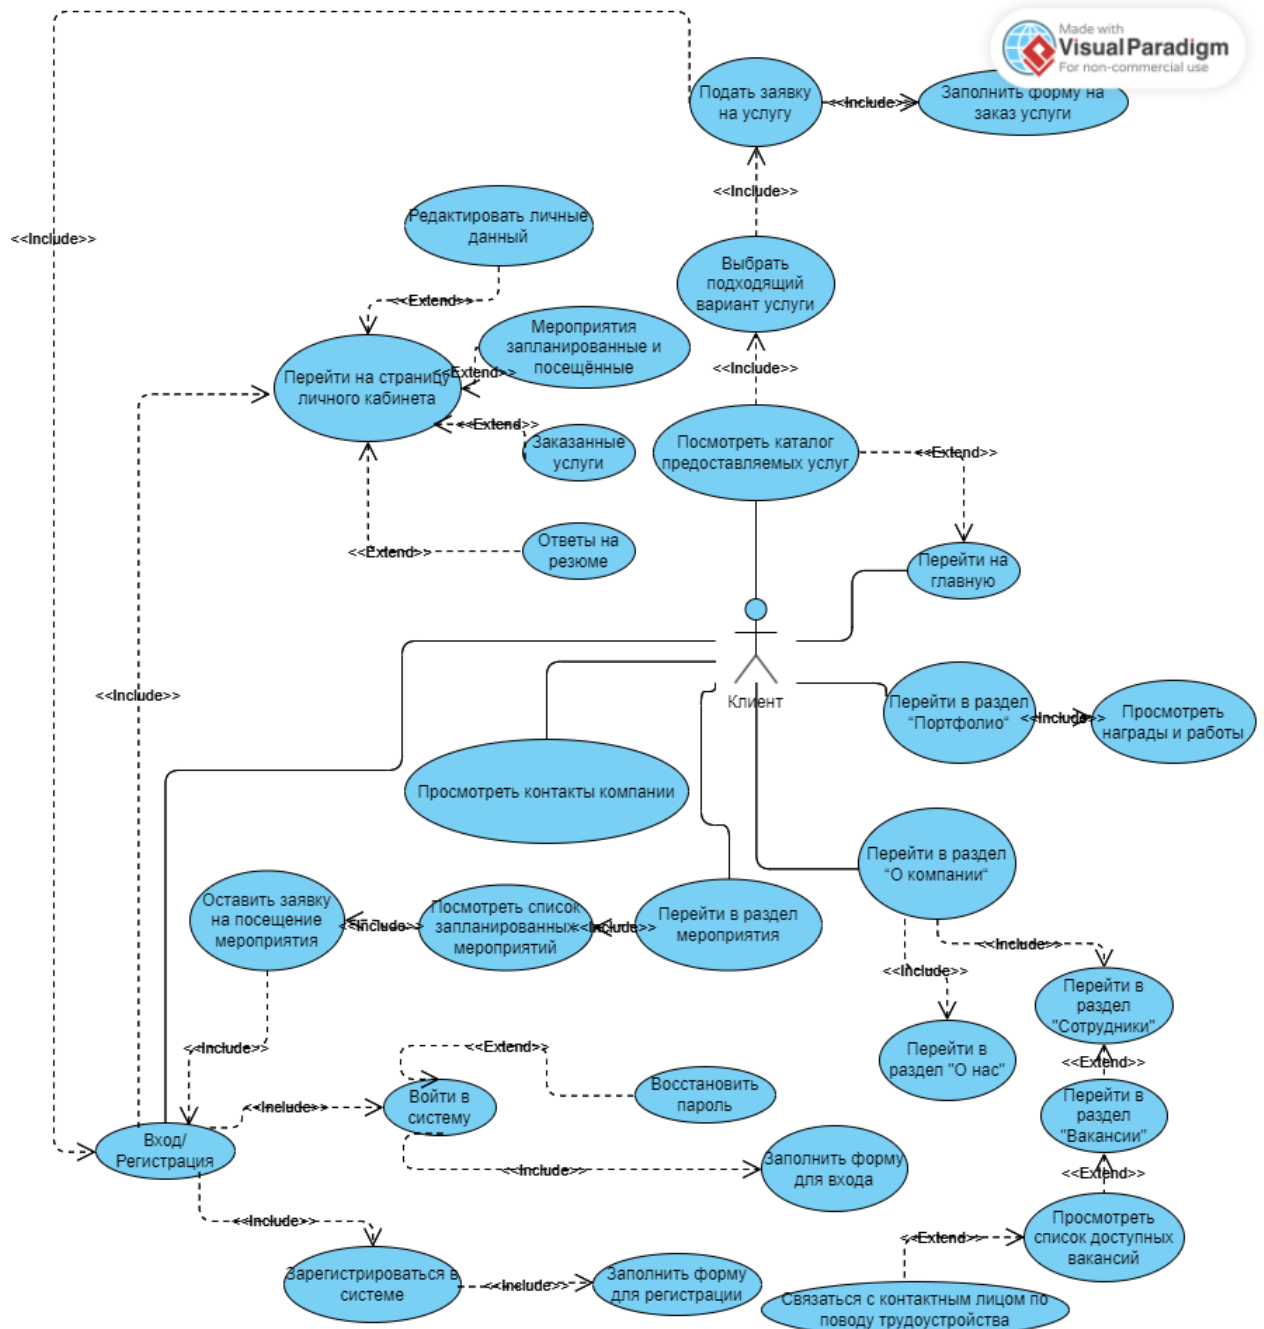 Made with
Visual Paradigm
For non-commercial use
Подать заявку
на услугу
<<Include>>
Заполнить форму на
заказ услуги
<<Include>>
Редактировать личные
данный
<<Include>>
Выбрать
подходящий
вариант услуги
<<Extend>>
Мероприятия
запланированные и
посещённые
<<Extend>>
Перейти на страницу
личного кабинета
<<Include>>
<<Extend>>
Заказанные
услуги
Посмотреть каталог
предоставляемых услуг
<<Extend>>
<<Extend>>
Ответы на
резюме
Перейти на
главную
<<Include>>
Клиент
Перейти в раздел
“Портфолио“
<<Include>>
Просмотреть
награды и работы
Просмотреть контакты компании
Перейти в раздел
“О компании“
Оставить заявку
на посещение
мероприятия
<<Include>>
Посмотреть список
запланированных
мероприятий
<<Include>>
Перейти в раздел
мероприятия
<<Include>>
<<Include>>
Перейти в
раздел
"Сотрудники"
<<Include>>
<<Extend>>
Перейти в
раздел "О нас"
<<Extend>>
Войти в
систему
<<Include>>
Восстановить
пароль
Перейти в
раздел
"Вакансии"
Вход/
Регистрация
<<Include>>
Заполнить форму
для входа
<<Extend>>
<<Include>>
Просмотреть
список доступных
вакансий
<<Extend>>
Зарегистрироваться в
системе
<<Include>>
Заполнить форму
для регистрации
Связаться с контактным лицом по
поводу трудоустройства